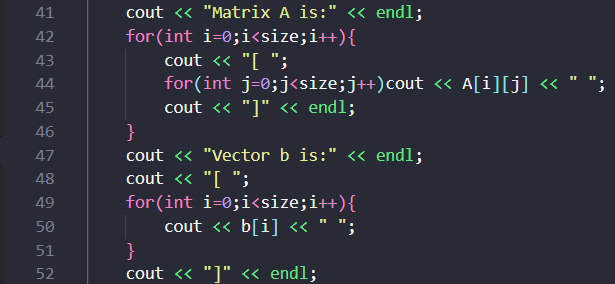 41 cout << "Matrix A is:" << endl;
42 for(int i=0;i<size;i++){
43 cout << "[ ";
44 for(int j=0;j<size;j++)cout << A[i][j] << " ";
45 cout << "]" << endl;
46 }
47 cout << "Vector b is:" << endl;
48 cout << "[ ";
49 for(int i=0;i<size;i++){
50 cout << b[i] << " ";
51 }
52 cout << "]" << endl;